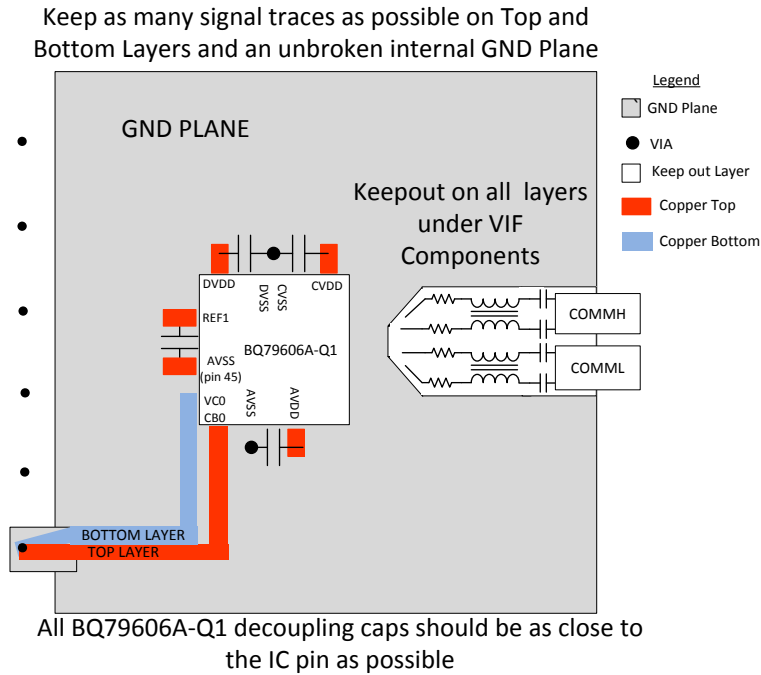 Keep as many signal traces as possible on Top and
Bottom Layers and an unbroken internal GND Plane
Legend
GND Plane
VIA
Keep out Layer
Copper Top
Copper Bottom
GND PLANE
Keepout on all layers
under VIF
Components
DVDD
DVSS
CVSS
CVDD
REF1
BQ79606A-Q1
AVSS
(pin 45)
VC0
CB0
AVSS
AVDD
COMMH
COMML
BOTTOM LAYER
TOP LAYER
All BQ79606A-Q1 decoupling caps should be as close to
the IC pin as possible